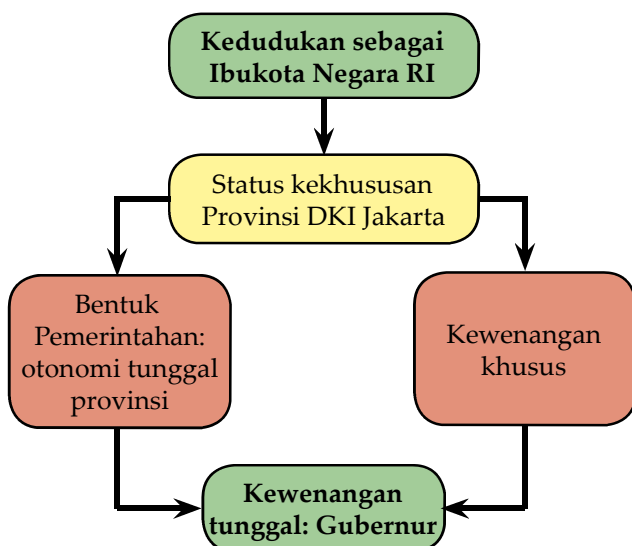 Kedudukan sebagai
Ibukota Negara RI
Status kekhususan
Provinsi DKI Jakarta
Bentuk
Pemerintahan:
otonomi tunggal
provinsi
Kewenangan
khusus
Kewenangan
tunggal: Gubernur